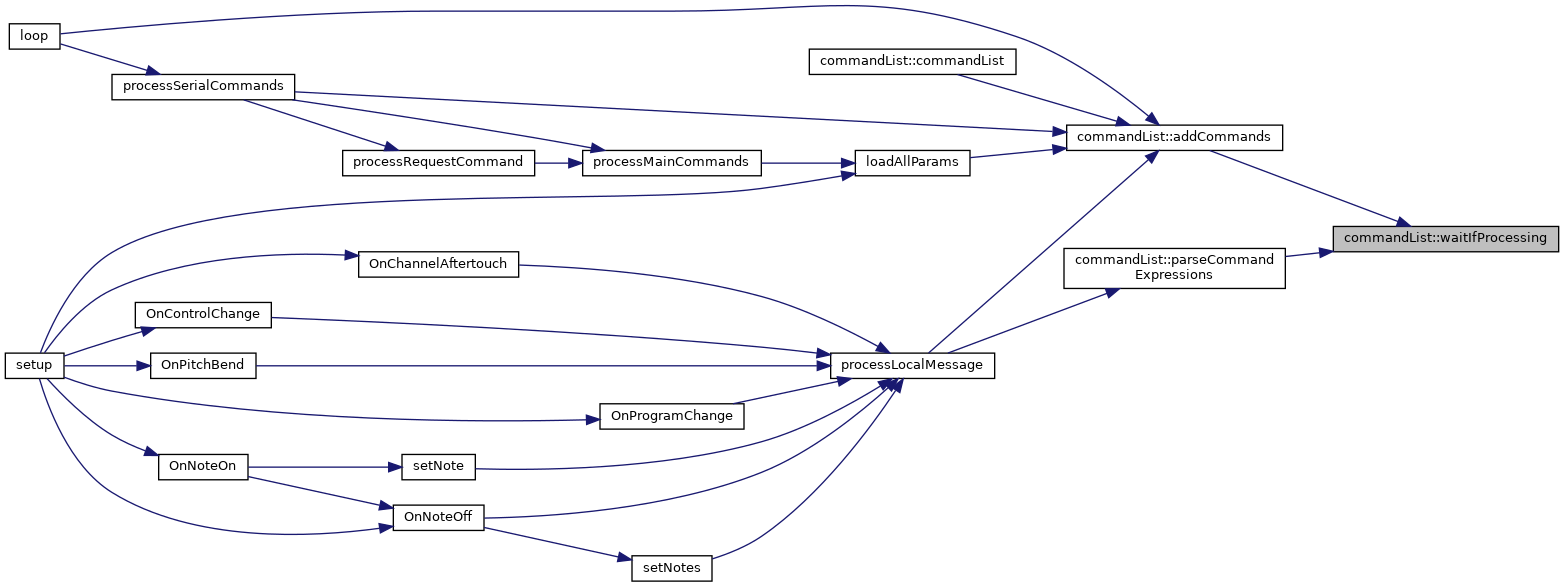 loop
commandList::commandList
processSerialCommands
commandList::addCommands
processRequestCommand
processMainCommands
loadAllParams
commandList::waitIfProcessing
OnChannelAftertouch
commandList::parseCommand
Expressions
OnControlChange
setup
OnPitchBend
processLocalMessage
OnProgramChange
OnNoteOn
setNote
OnNoteOff
setNotes